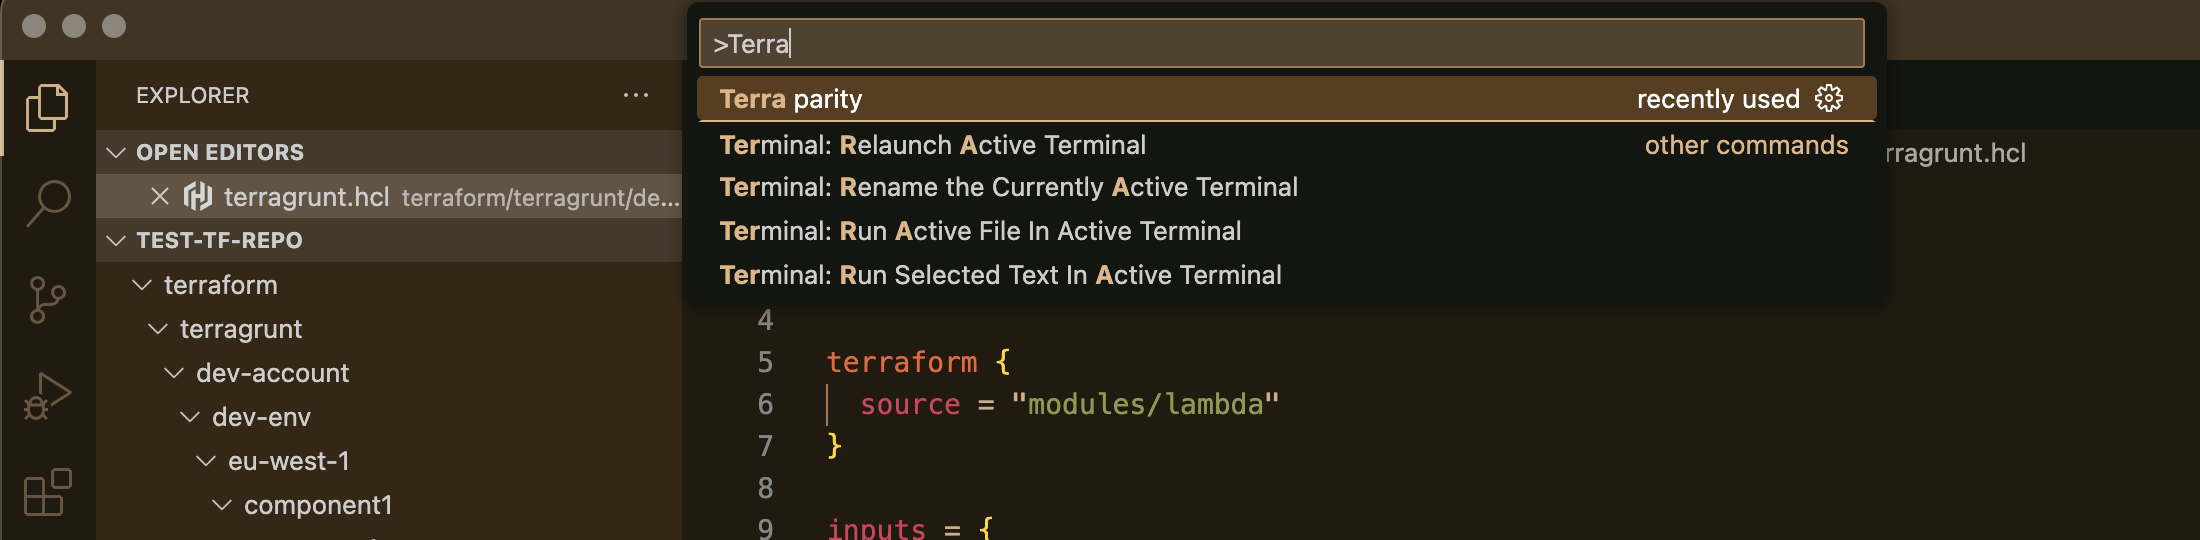 >Terra
Terra parity
recently used
Terminal: Relaunch Active Terminal
other commands
Terminal: Rename the Currently Active Terminal
Terminal: Run Active File In Active Terminal
Terminal: Run Selected Text In Active Terminal
EXPLORER
OPEN EDITORS
terragrunt.hcl terraform/terragrunt/de...
TEST-TF-REPO
terraform
terragrunt
dev-account
dev-env
eu-west-1
component1
rragrunt.hcl
4
5 terraform {
6 source = "modules/lambda"
7 }
8
9 inputs = {